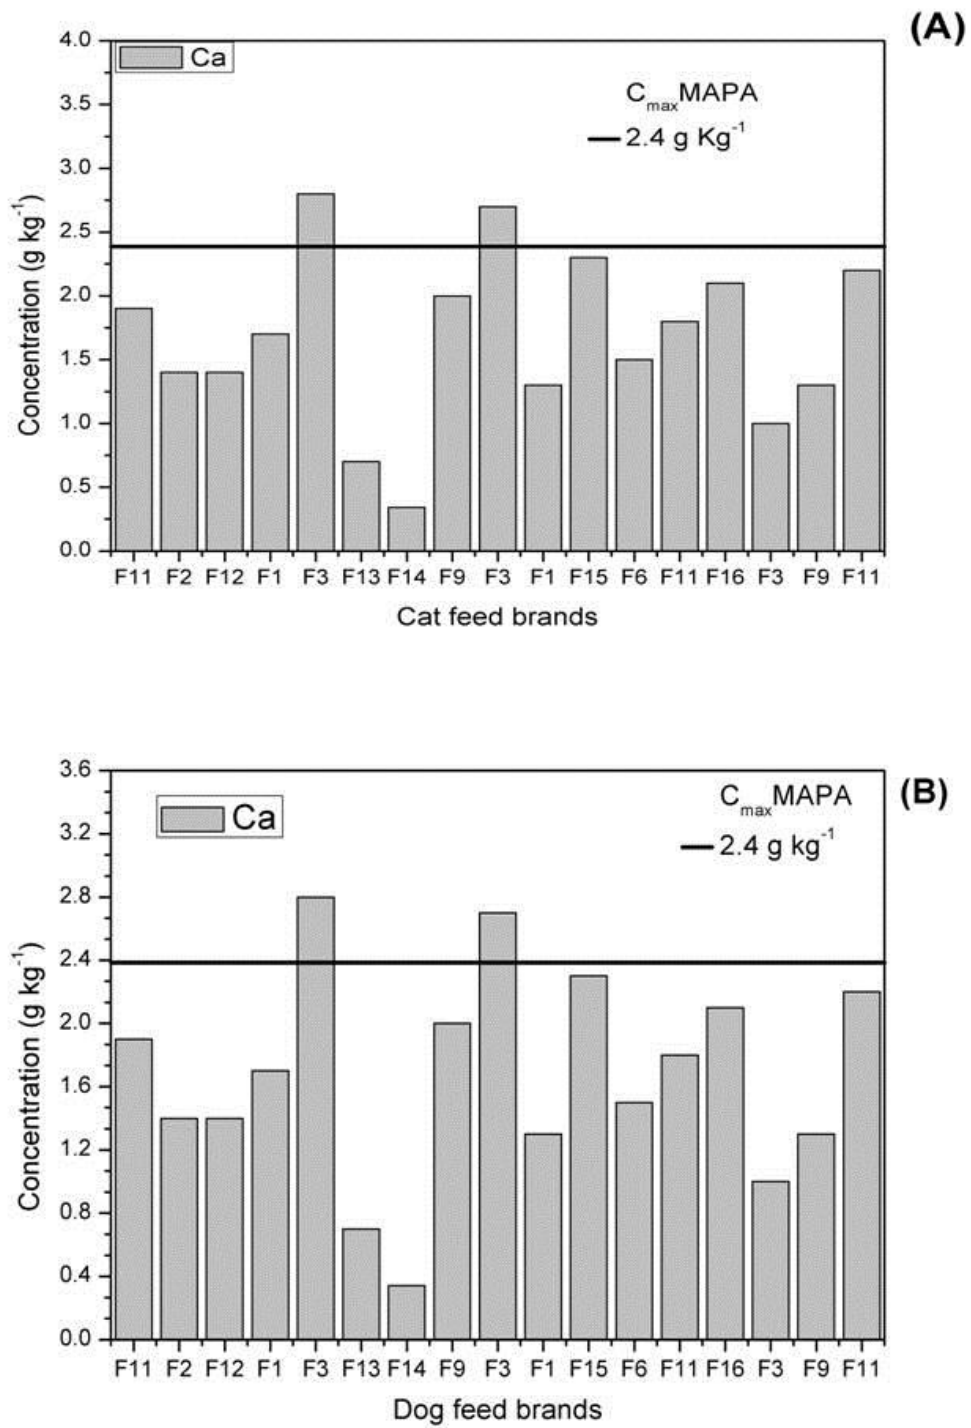 (A)
4.0
Ca
3.5
CmaxMAPA
2.4 g Kg-1
3.0
2.5
2.0
1.5
1.0
0.5
0.0
Concentration (g kg-1)
F11 F2 F12 F1 F3 F13 F14 F9 F3 F1 F15 F6 F11 F16 F3 F9 F11
Cat feed brands
3.6
(B)
CmaxMAPA
Ca
2.4 g kg-1
3.2
2.8
2.4
2.0
1.6
1.2
0.8
0.4
0.0
Concentration (g kg-1)
F11 F2 F12 F1 F3 F13 F14 F9 F3 F1 F15 F6 F11 F16 F3 F9 F11
Dog feed brands